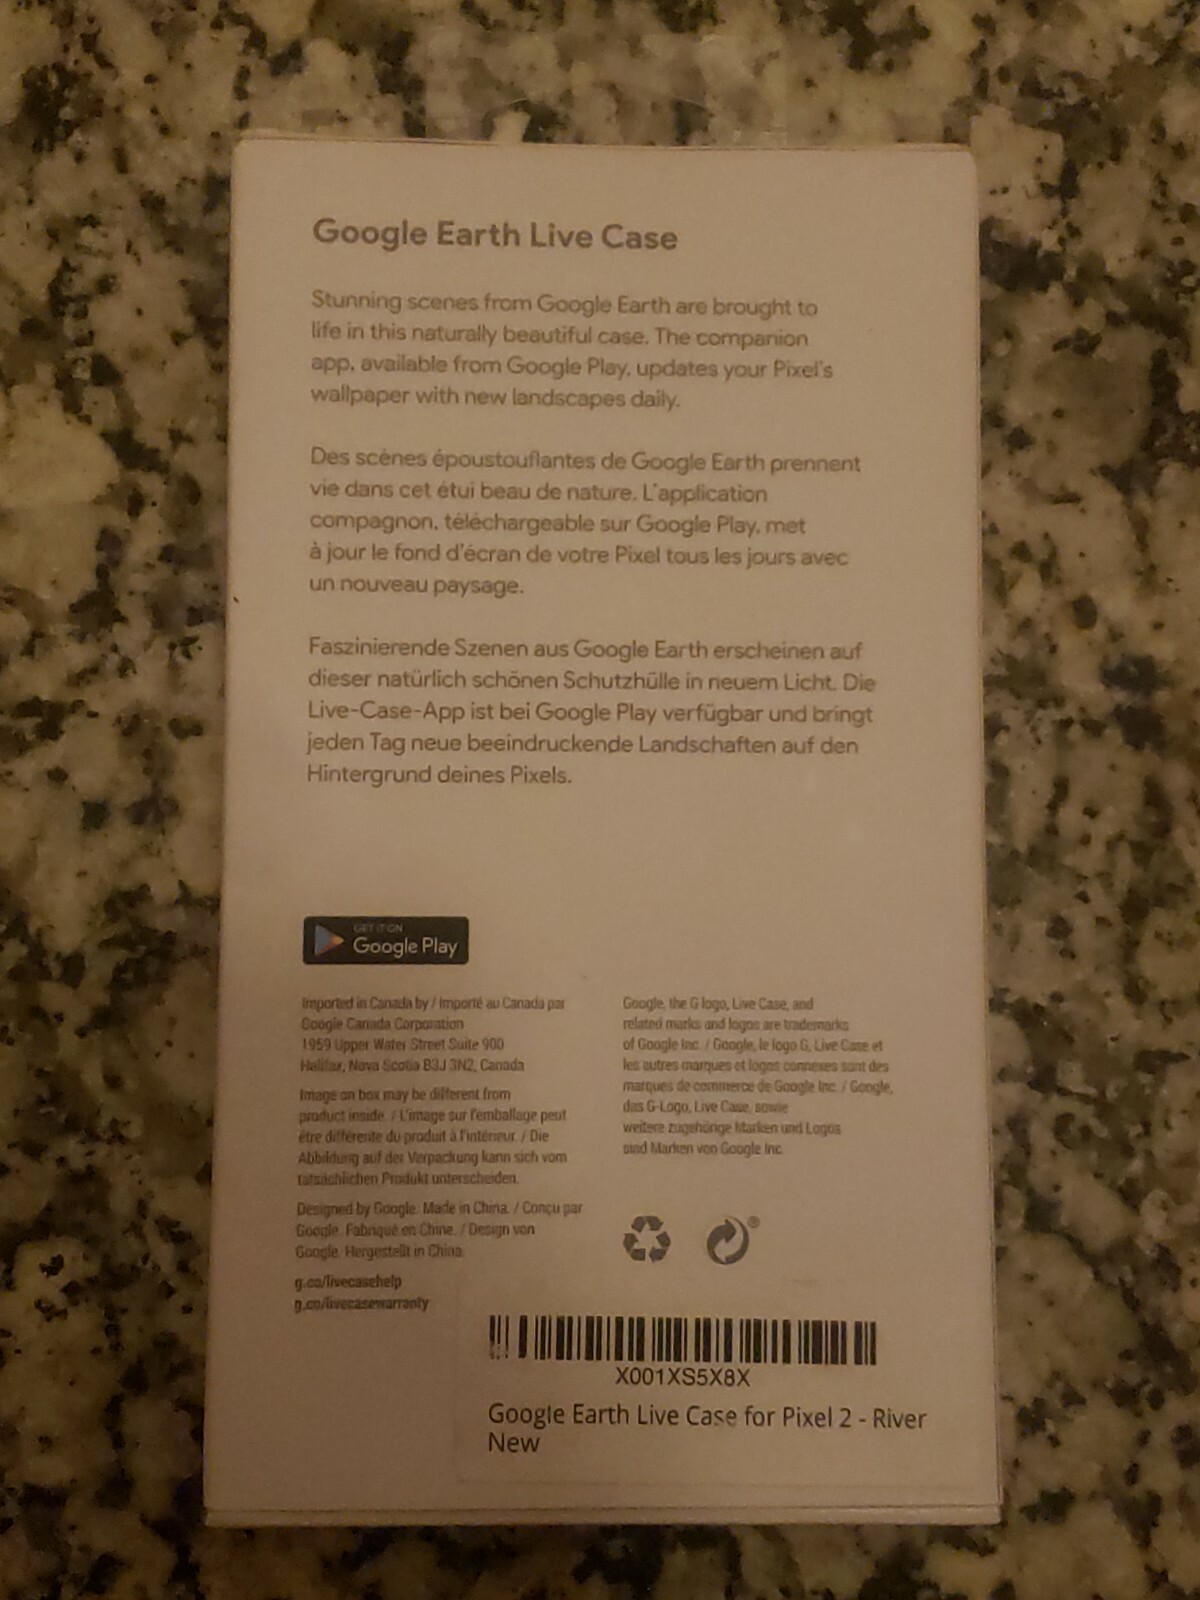 Google Earth Live Case
Stunning scenes from Google Earth are brought to
life in this naturally beautiful case. The companion
app, available from Google Play, updates your Pixel's
wallpaper with new landscapes daily.
Des scènes époustouflantes de Google Earth prennent
vie dans cet étui beau de nature. L'application
compagnon, téléchargeable sur Google Play, met
à jour le fond d'écran de votre Pixel tous les jours avec
un nouveau paysage.
Faszinierende Szenen aus Google Earth erscheinen auf
dieser natürlich schönen Schutzhülle in neuem Licht. Die
Live-Case-App ist bei Google Play verfügbar und bringt
jeden Tag neue beeindruckende Landschaften auf den
Hintergrund deines Pixels.
GET IT ON
Google Play
Imported in Canada by / Importé au Canada par
Google Canada Corporation
1959 Upper Water Street Suite 900
Halifax, Nova Scotia B3J 3N2, Canada
Image on box may be different from
product inside. / L'image sur l'emballage peut
être différente du produit à l'intérieur. / Die
Abbildung auf der Verpackung kann sich vom
tatsächlichen Produkt unterscheiden.
Designed by Google. Made in China. / Conçu par
Google. Fabriqué en Chine. / Design von
Google. Hergestellt in China.
g.co/livecasehelp
g.co/livecasewarranty
Google, the G logo, Live Case, and
related marks and logos are trademarks
of Google Inc. / Google, le logo G, Live Case et
les autres marques et logos connexes sont des
marques de commerce de Google Inc. / Google,
das G-Logo, Live Case, sowie
weitere zugehörige Marken und Logos
sind Marken von Google Inc.
®
X001XS5X8X
Google Earth Live Case for Pixel 2 - River
New